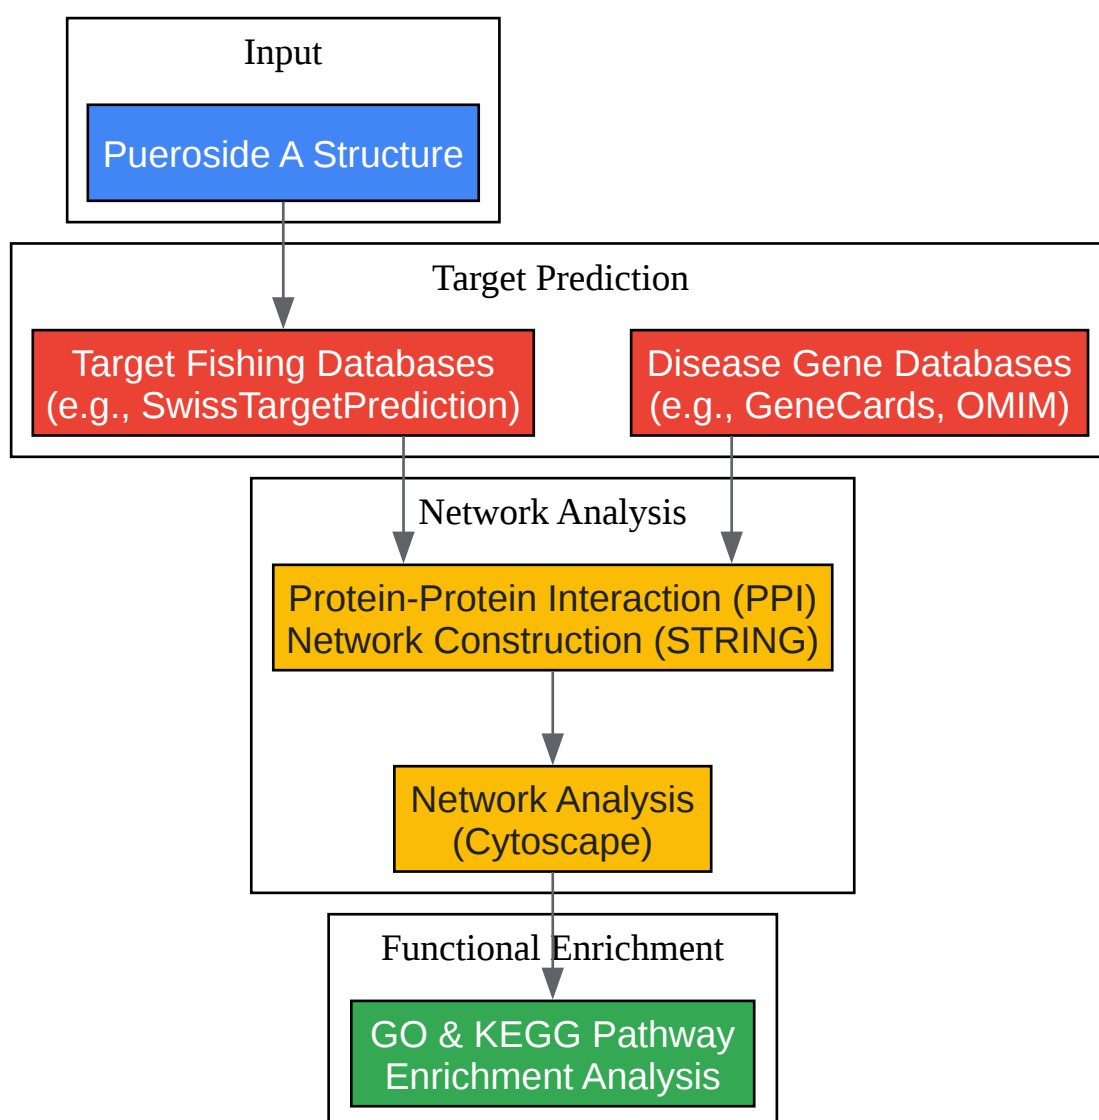 Input
Pueroside A Structure
Target Prediction
Target Fishing Databases
(e.g., SwissTargetPrediction)
Disease Gene Databases
(e.g., GeneCards, OMIM)
Network Analysis
Protein-Protein Interaction (PPI)
Network Construction (STRING)
Network Analysis
(Cytoscape)
Functional Enrichment
GO & KEGG Pathway
Enrichment Analysis